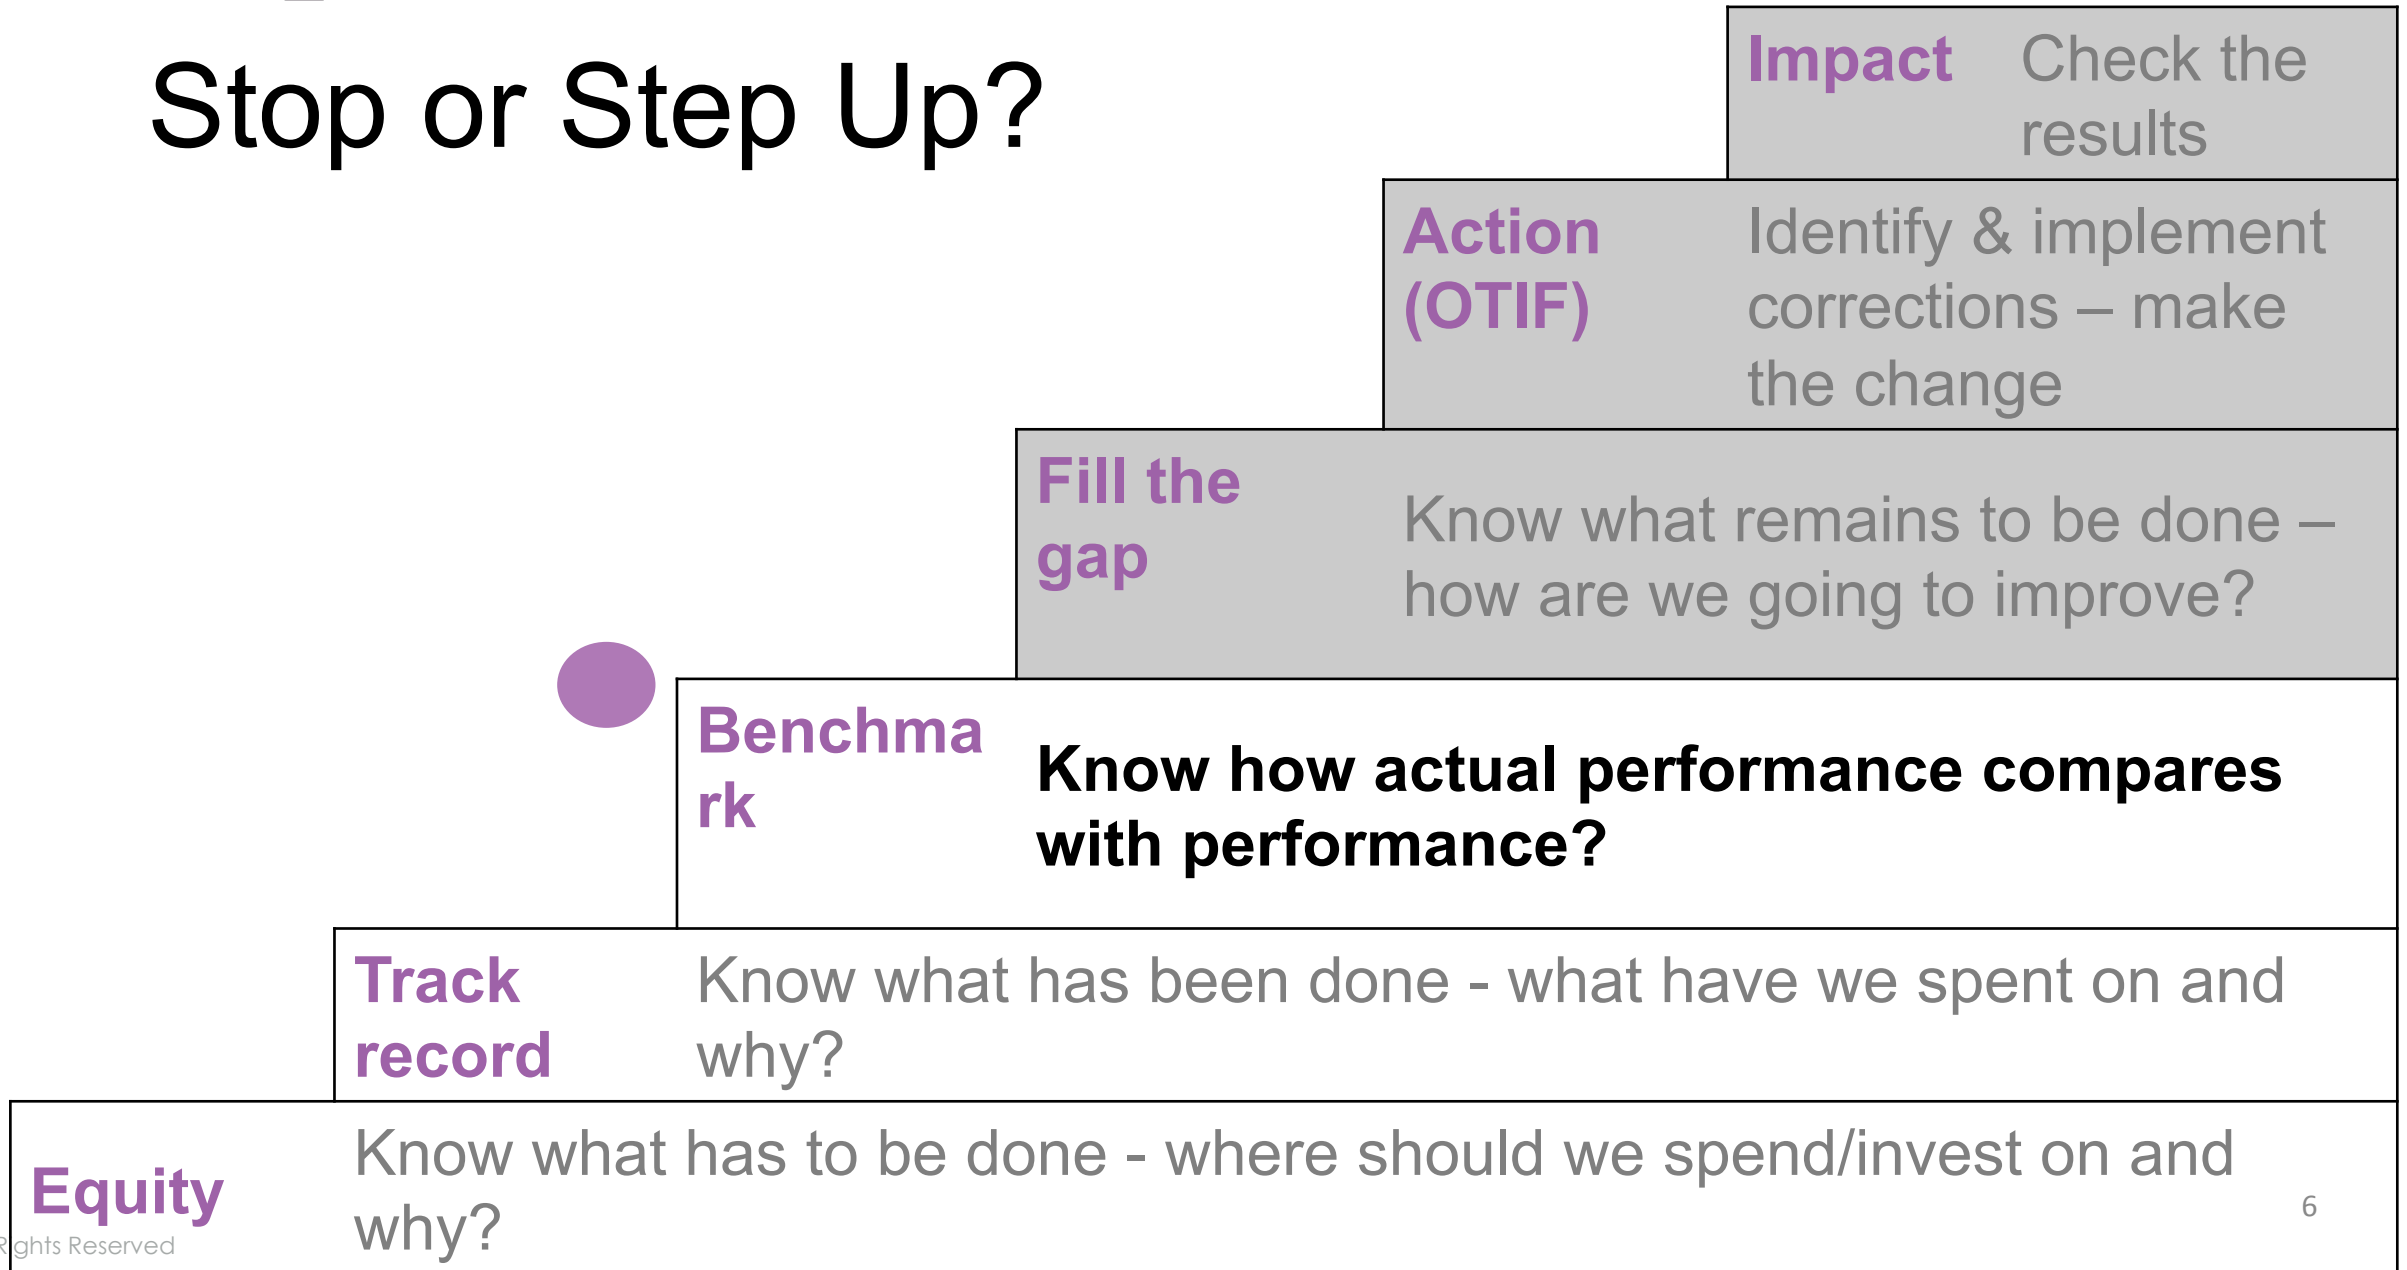 Stop or Step Up?
Impact Check the
results
Action Identify & implement
(OTIF) corrections – make
the change
Fill the
gap
Know what remains to be done –
how are we going to improve?
Benchma
rk
Know how actual performance compares
with performance?
Track Know what has been done - what have we spent on and
record why?
Equity
Know what has to be done - where should we spend/invest on and
why?
6
Rights Reserved